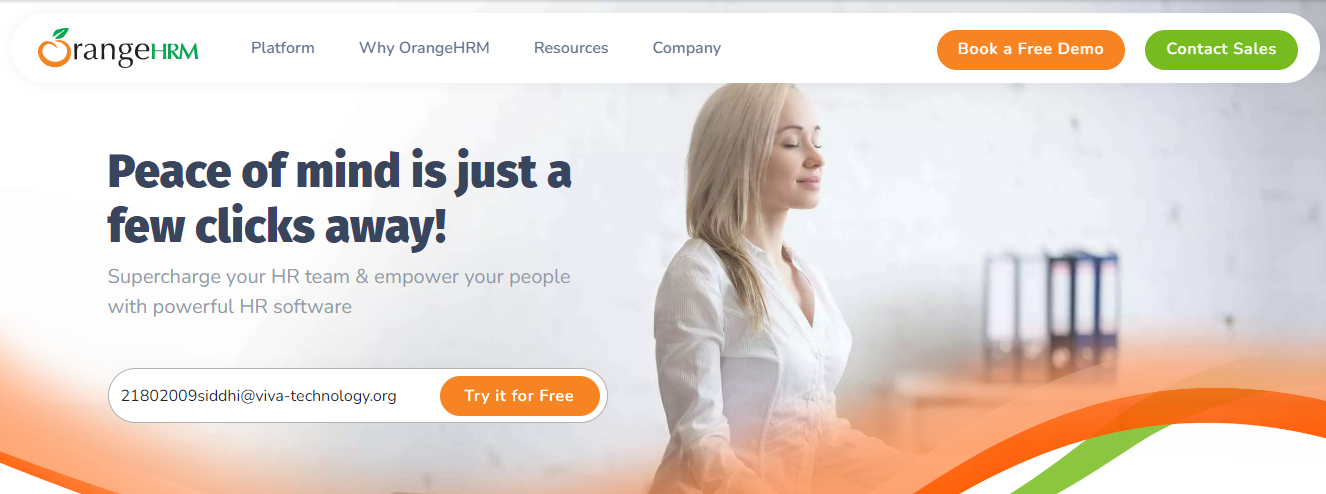 OrangeHRM
Platform
Why OrangeHRM
Resources
Company
Book a Free Demo
Contact Sales
Peace of mind is just a
few clicks away!
Supercharge your HR team & empower your people
with powerful HR software
21802009siddhi@viva-technology.org
Try it for Free